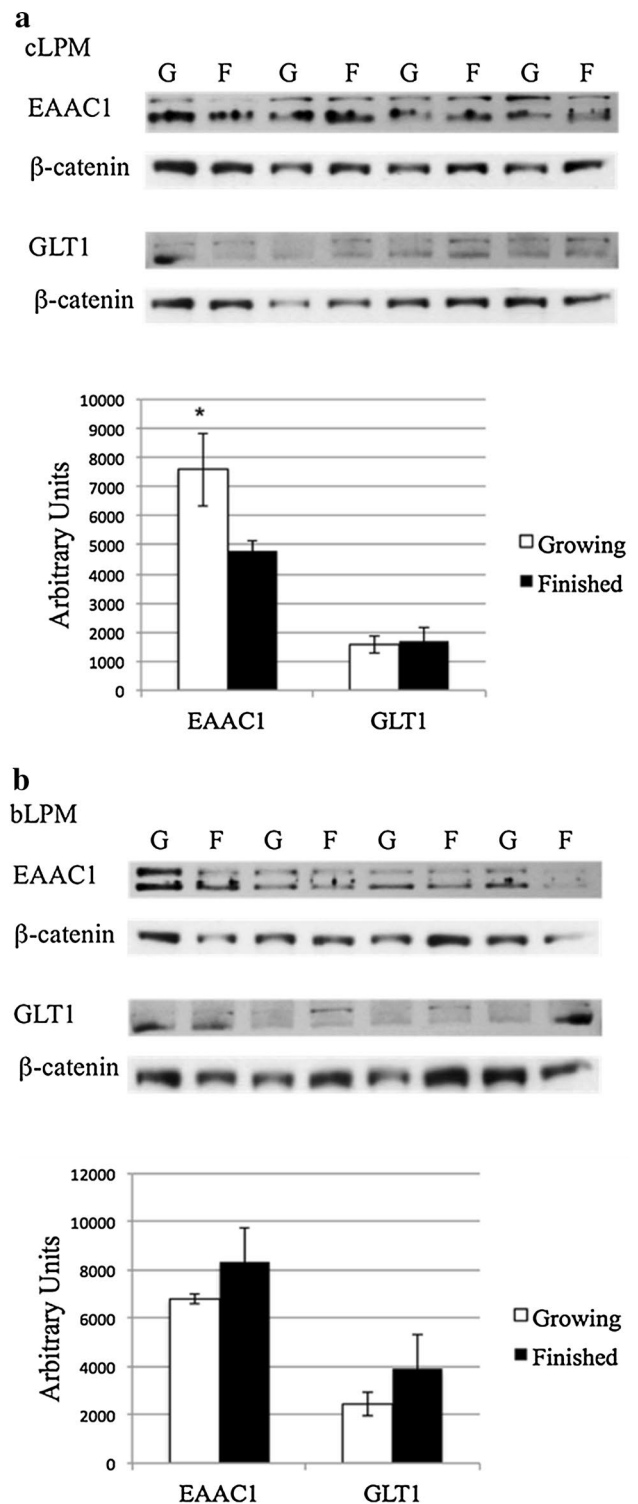 a
cLPM
G F G F G F G F
EAAC1
β-catenin
GLT1
β-catenin
10000
9000
8000
7000
6000
5000
4000
3000
2000
1000
0
Arbitrary Units
*
Growing
Finished
EAAC1 GLT1
b
bLPM
G F G F G F G F
EAAC1
β-catenin
GLT1
β-catenin
12000
10000
8000
6000
4000
2000
0
Arbitrary Units
Growing
Finished
EAAC1 GLT1